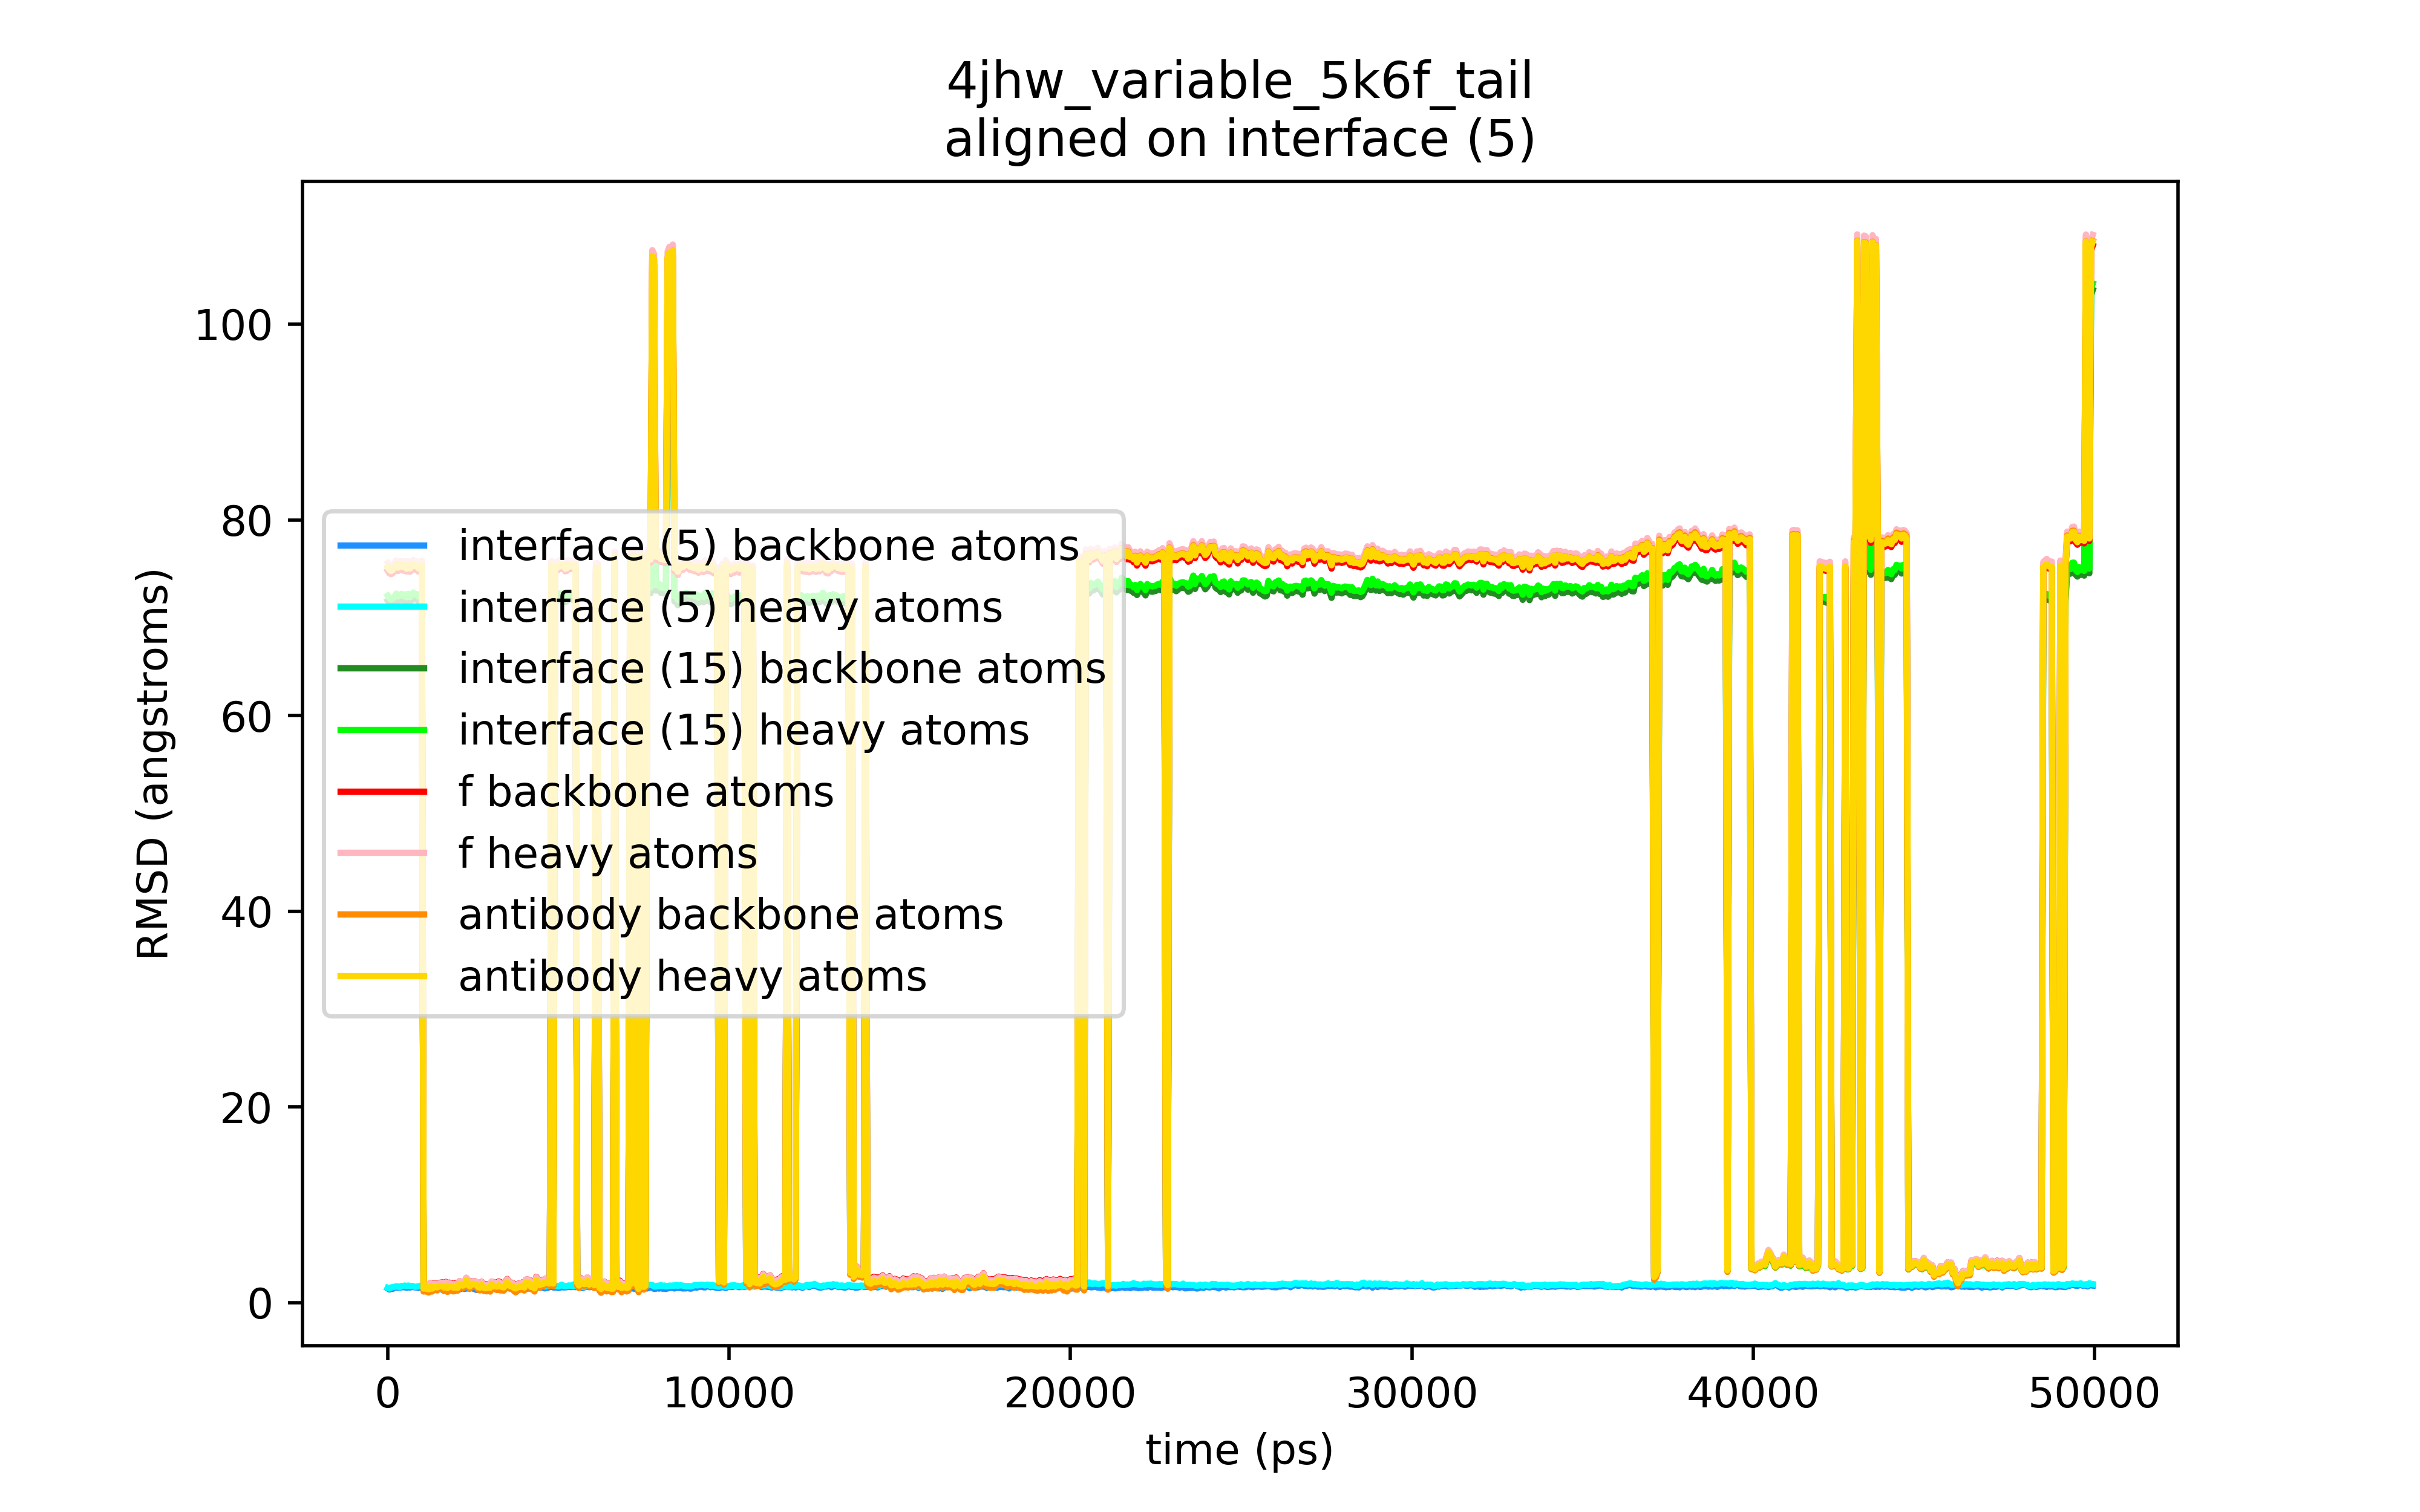 4jhw_variable_5k6f_tail
aligned on interface (5)
RMSD (angstroms)
100
80
60
40
20
0
interface (5) backbone atoms
interface (5) heavy atoms
interface (15) backbone atoms
interface (15) heavy atoms
f backbone atoms
f heavy atoms
antibody backbone atoms
antibody heavy atoms
0 10000 20000 30000 40000 50000
time (ps)